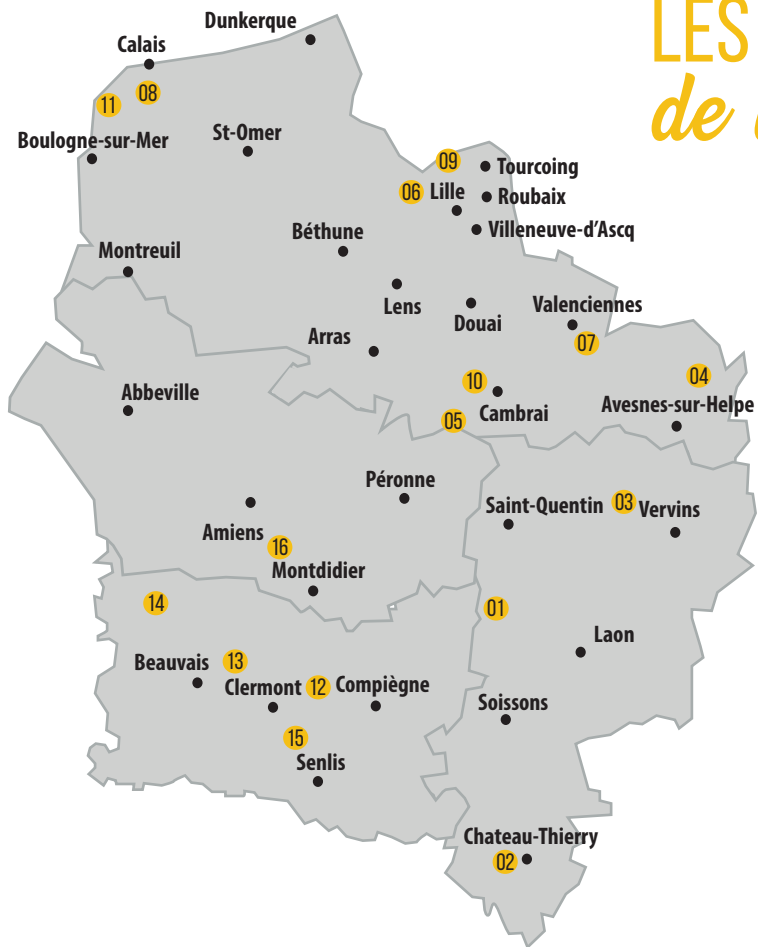 LES
de
Dunkerque
Calais
08
11
Boulogne-sur-Mer
St-Omer
09
Tourcoing
06
Lille
Roubaix
Villeneuve-d'Ascq
Béthune
Montreuil
Lens
Douai
Valenciennes
07
Arras
04
10
Cambrai
Avesnes-sur-Helpe
Abbeville
05
Péronne
Saint-Quentin
03
Vervins
Amiens
16
Montdidier
14
01
Laon
Beauvais
13
Clermont
12
Compiègne
Soissons
15
Senlis
Chateau-Thierry
02